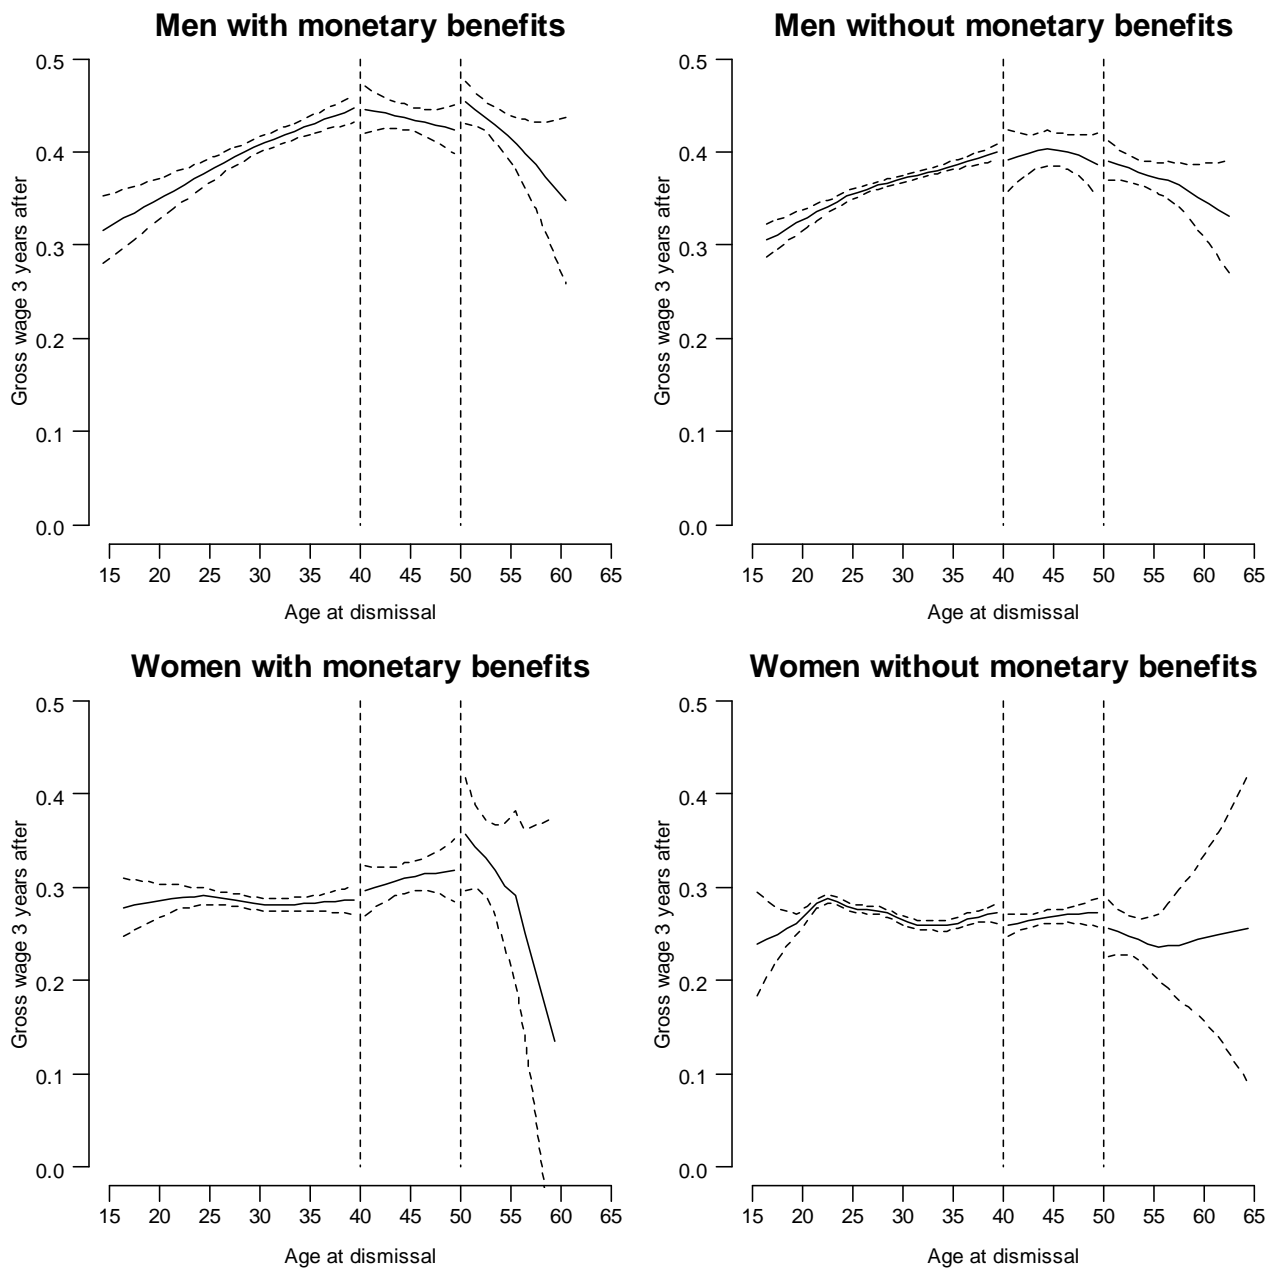 Men with monetary benefits
Gross wage 3 years after
0.5
0.4
0.3
0.2
0.1
0.0
15 20 25 30 35 40 45 50 55 60 65
Age at dismissal
Men without monetary benefits
Gross wage 3 years after
0.5
0.4
0.3
0.2
0.1
0.0
15 20 25 30 35 40 45 50 55 60 65
Age at dismissal
Women with monetary benefits
Gross wage 3 years after
0.5
0.4
0.3
0.2
0.1
0.0
15 20 25 30 35 40 45 50 55 60 65
Age at dismissal
Women without monetary benefits
Gross wage 3 years after
0.5
0.4
0.3
0.2
0.1
0.0
15 20 25 30 35 40 45 50 55 60 65
Age at dismissal